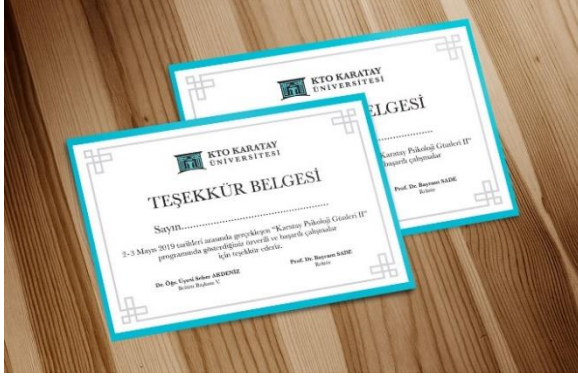 KTO KARATAY
ÜNİVERSİTESİ
TEŞEKKÜR BELGESİ
Sayın..........................................
2-3 Mayıs 2019 tarihleri arasında gerçekleşen "Karatay Psikoloji Günleri II"
programında gösterdiğiniz özverili ve başarılı çalışmalar
için teşekkür ederiz.
Dr. Öğr. Üyesi Seher AKDENİZ
Bölüm Başkanı V.
Prof. Dr. Bayram SADE
Rektör
KTO KARATAY
ÜNİVERSİTESİ
BELGESİ
Karatay Psikoloji Günleri II"
başarılı çalışmalar
Prof. Dr. Bayram SADE
Rektör